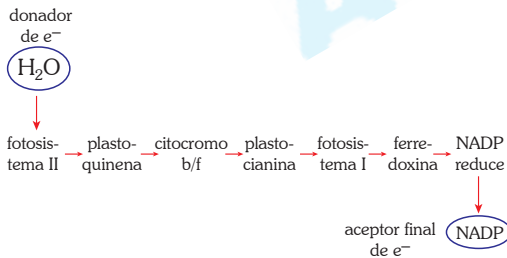 donador
de e⁻
H₂O
fotosis- plasto- citocromo plasto- fotosis- ferre- NADP
tema II quinena b/f cianina tema I doxina reduce
aceptor final
de e⁻
NADP